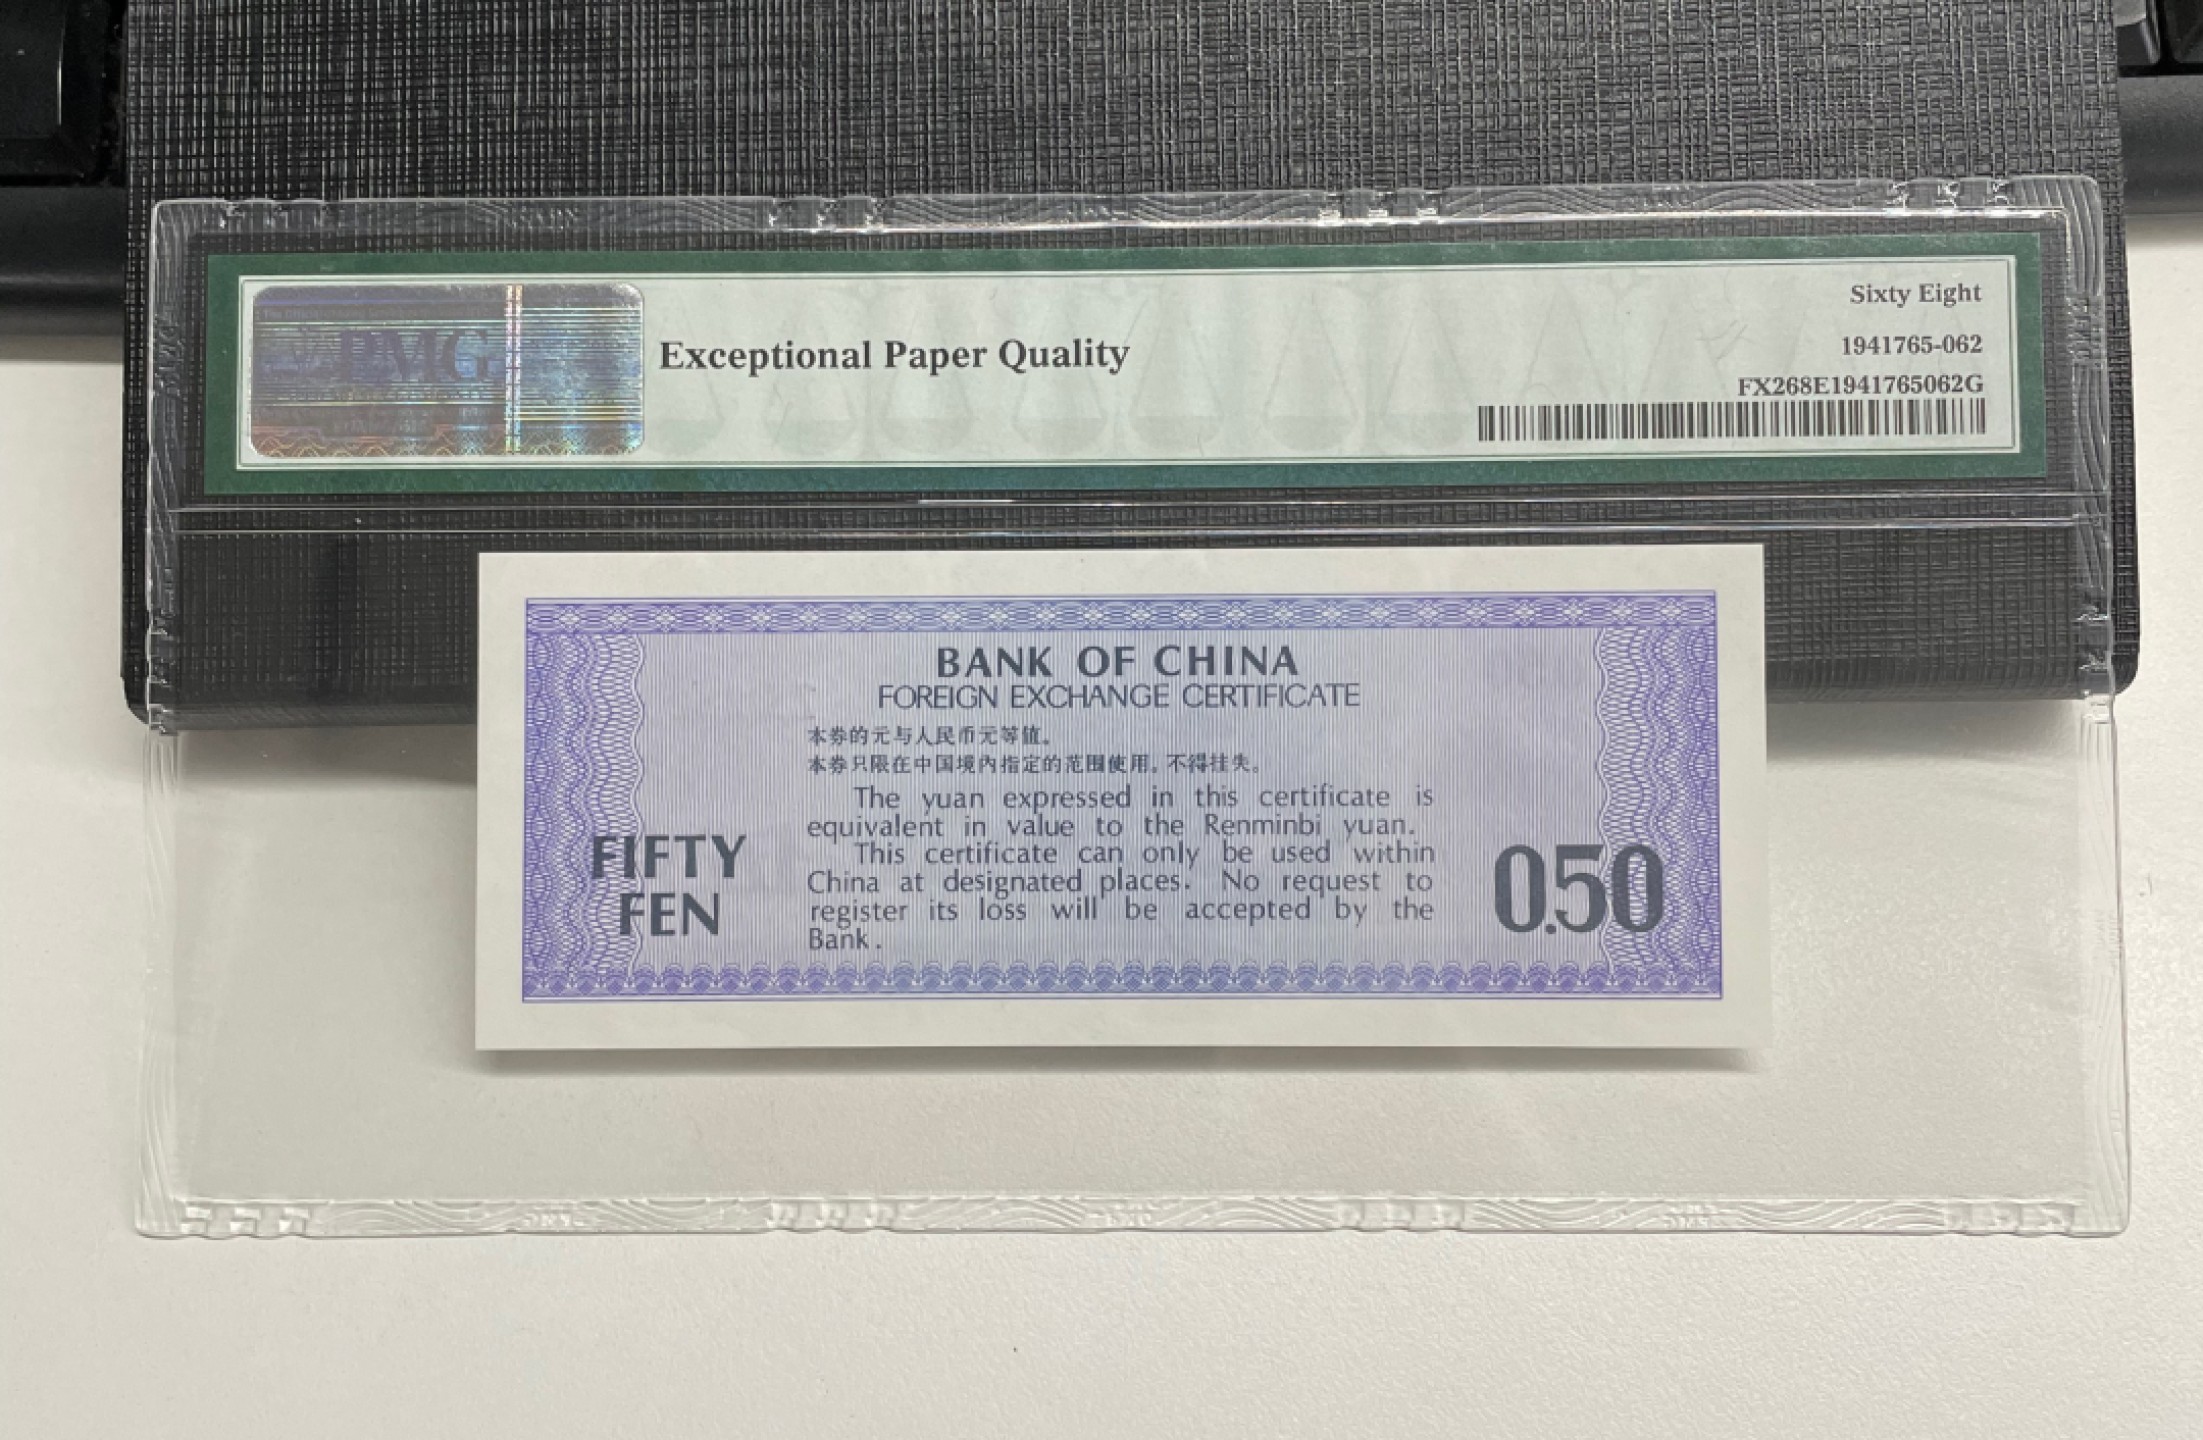 PMG
Exceptional Paper Quality
Sixty Eight
1941765-062
FX268E1941765062G
BANK OF CHINA
FOREIGN EXCHANGE CERTIFICATE
本券的元与人民币元等值。
本券只限在中国境内指定的范围使用。不得挂失。
The yuan expressed in this certificate is
equivalent in value to the Renminbi yuan.
This certificate can only be used within
China at designated places. No request to
register its loss will be accepted by the
Bank.
FIFTY
FEN
0.50